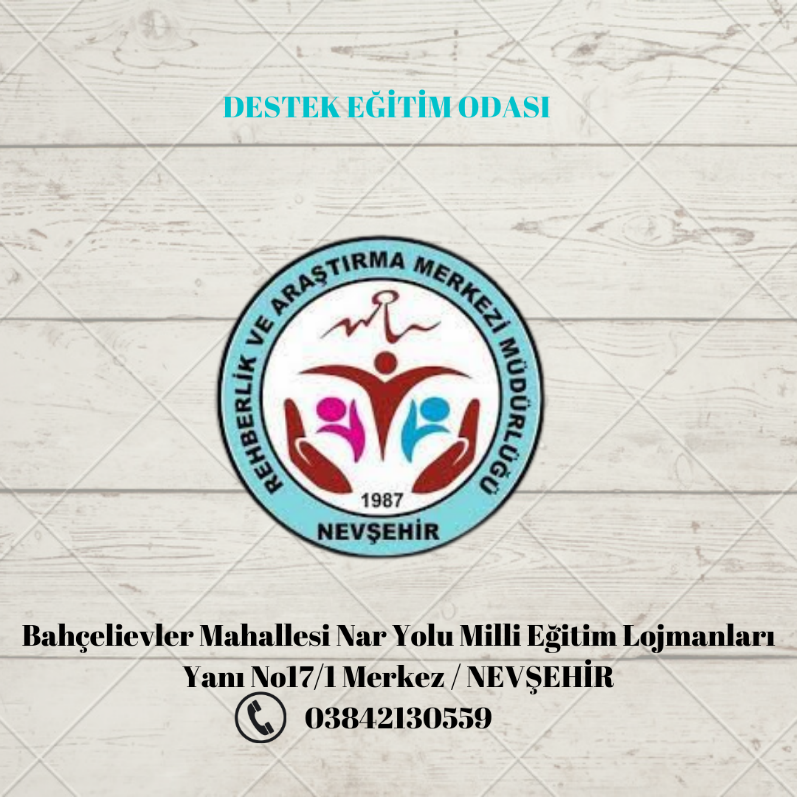 DESTEK EĞİTİM ODASI
REHBERLİK VE ARAŞTIRMA MERKEZİ MÜDÜRLÜĞÜ
1987
NEVŞEHİR
Bahçelievler Mahallesi Nar Yolu Milli Eğitim Lojmanları
Yanı No17/1 Merkez / NEVŞEHİR
03842130559